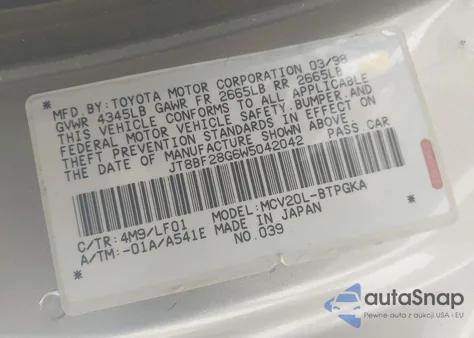 MFD.BY:TOYOTA MOTOR CORPORATION 03/98
GVWR 4345LB GAWR FR 2665LB RR 2665LB
THIS VEHICLE CONFORMS TO ALL APPLICABLE
FEDERAL MOTOR VEHICLE SAFETY,BUMPER,AND
THEFT PREVENTION STANDARDS IN EFFECT ON
THE DATE OF MANUFACTURE SHOWN ABOVE.
* JT8BF28G6W5042042 PASS CAR
C/TR: 4M9/LF01 MODEL:MCV20L-BTPGKA
A/TM:-01A/A541E MADE IN JAPAN
* NO.039 *
autoSnap
Pewne auta z aukcji USA i EU